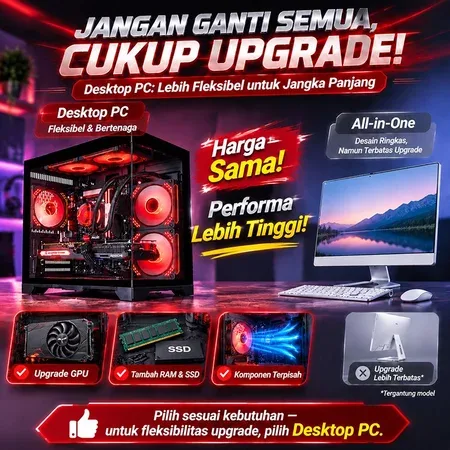 JANGAN GANTI SEMUA,
CUKUP UPGRADE!
Desktop PC: Lebih Fleksibel untuk Jangka Panjang
Desktop PC
Fleksibel & Bertenaga
Harga
Sama!
Performa
Lebih Tinggi!
All-in-One
Desain Ringkas,
Namun Terbatas Upgrade
SSD
Upgrade GPU
Tambah RAM & SSD
Komponen Terpisah
Upgrade
Lebih Terbatas*
*Tergantung model
Pilih sesuai kebutuhan —
untuk fleksibilitas upgrade, pilih Desktop PC.